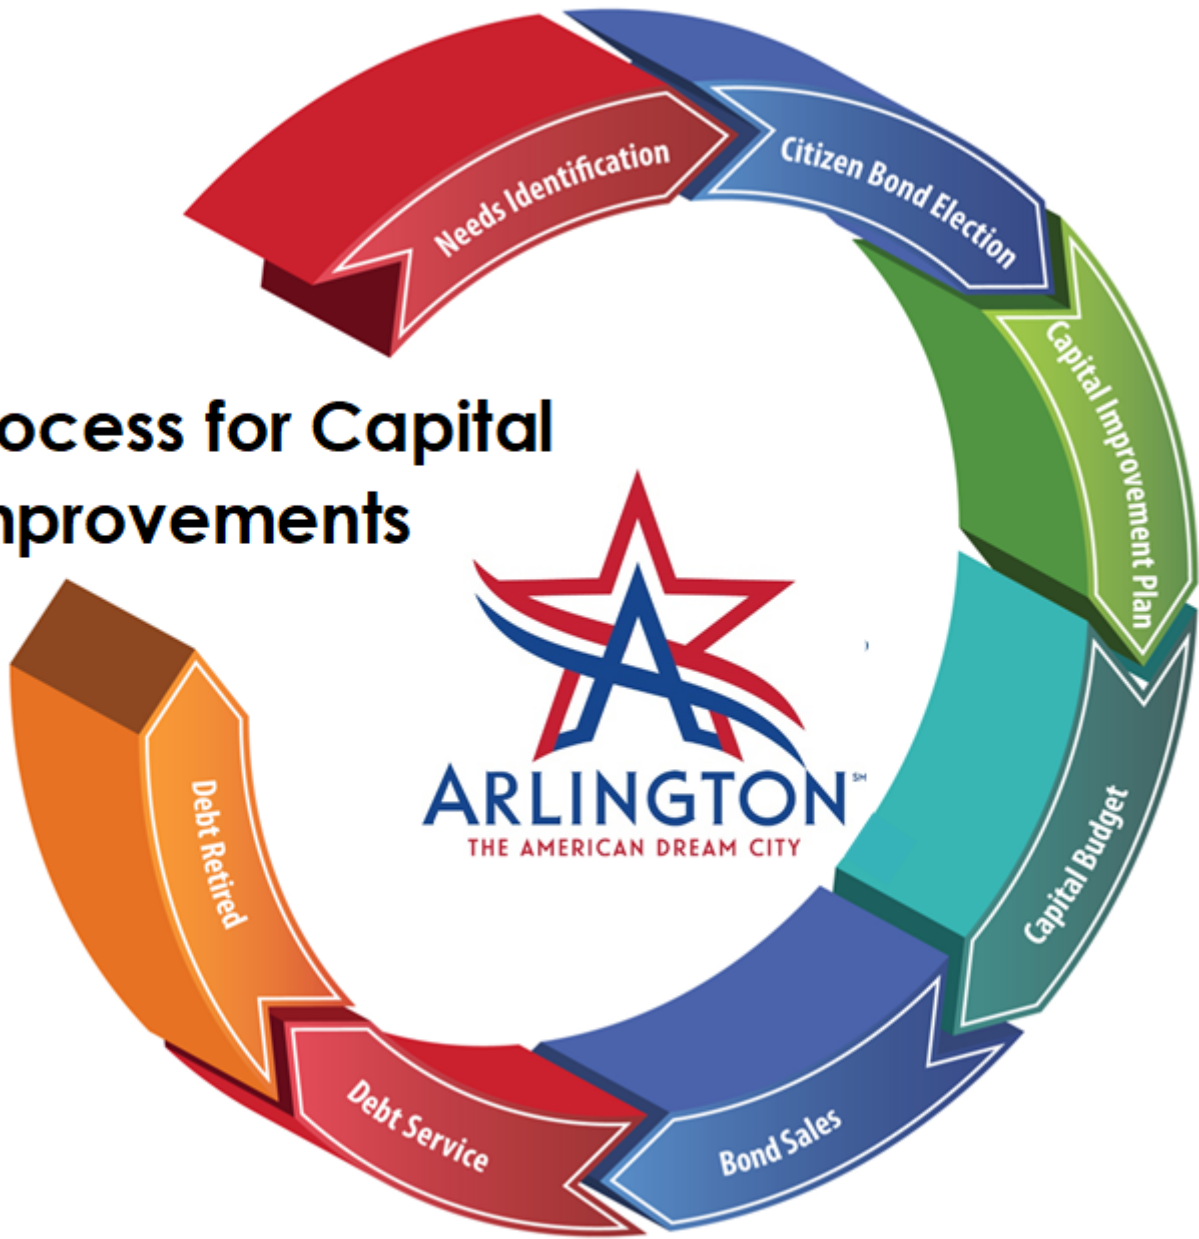 Needs Identification
Citizen Bond Election
Capital Improvement Plan
Capital Budget
Bond Sales
Debt Service
Debt Retired
ocess for Capital
nprovements
ARLINGTON℠
THE AMERICAN DREAM CITY